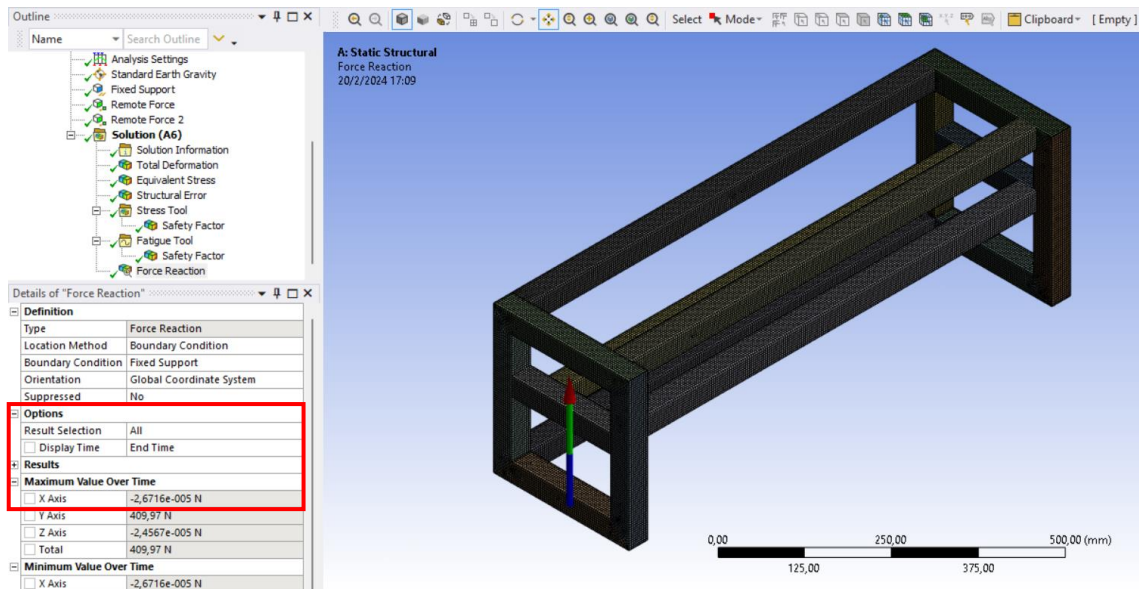 Outline
Name Search Outline
Analysis Settings
Standard Earth Gravity
Fixed Support
Remote Force
Remote Force 2
Solution (A6)
Solution Information
Total Deformation
Equivalent Stress
Structural Error
Stress Tool
Safety Factor
Fatigue Tool
Safety Factor
Force Reaction
Details of "Force Reaction"
Definition
Type Force Reaction
Location Method Boundary Condition
Boundary Condition Fixed Support
Orientation Global Coordinate System
Suppressed No
Options
Result Selection All
Display Time End Time
Results
Maximum Value Over Time
X Axis -2,6716e-005 N
Y Axis 409,97 N
Z Axis -2,4567e-005 N
Total 409,97 N
Minimum Value Over Time
X Axis -2,6716e-005 N
Select Mode Clipboard [ Empty ]
A: Static Structural
Force Reaction
20/2/2024 17:09
0,00 250,00 500,00 (mm)
125,00 375,00